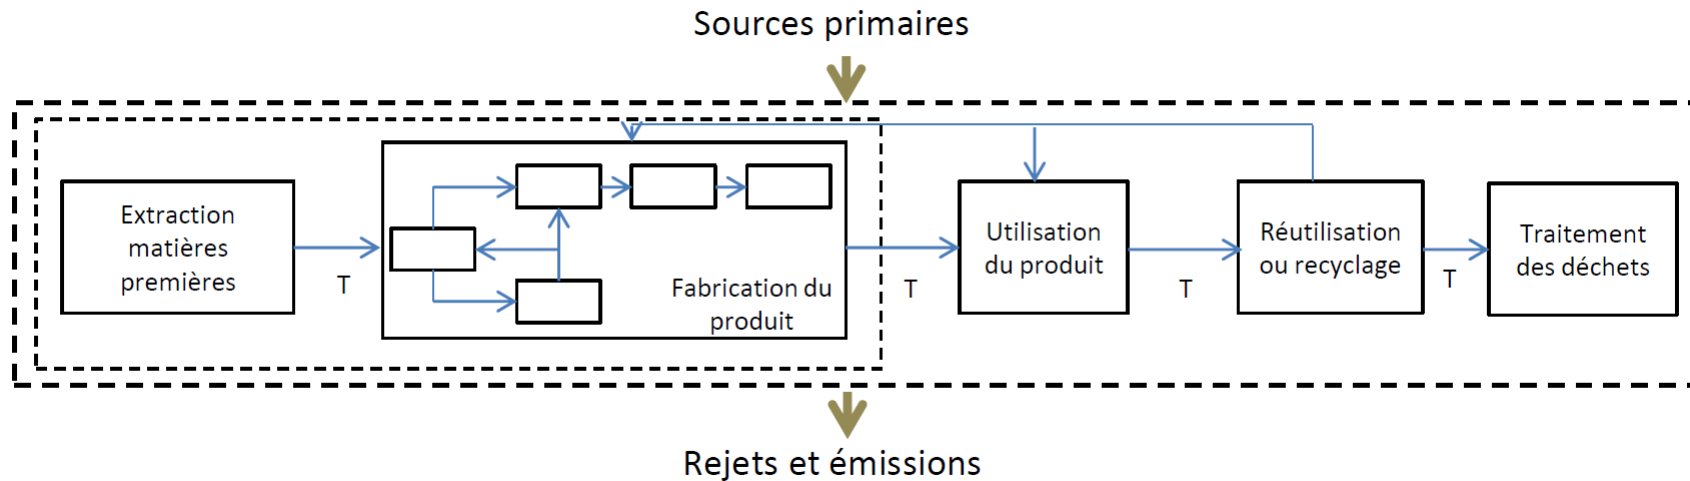 Sources primaires
Extraction
matières
premières
T
Fabrication du
produit
T
Utilisation
du produit
T
Réutilisation
ou recyclage
T
Traitement
des déchets
Rejets et émissions